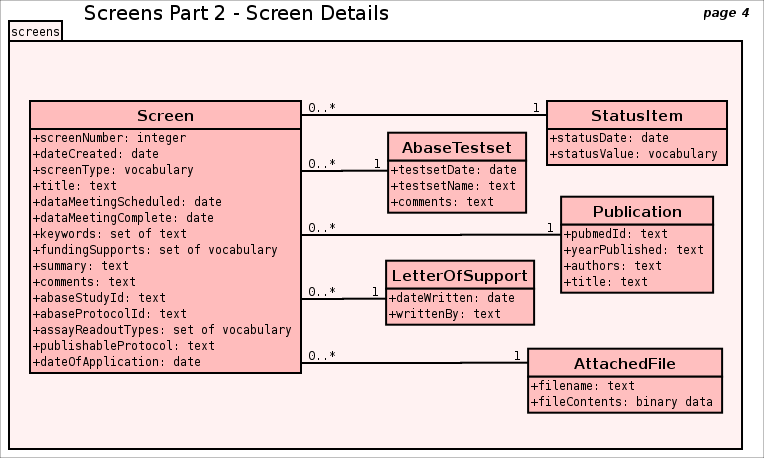 Screens Part 2 - Screen Details
page 4
screens
Screen
+screenNumber: integer
+dateCreated: date
+screenType: vocabulary
+title: text
+dataMeetingScheduled: date
+dataMeetingComplete: date
+keywords: set of text
+fundingSupports: set of vocabulary
+summary: text
+comments: text
+abaseStudyId: text
+abaseProtocolId: text
+assayReadoutTypes: set of vocabulary
+publishableProtocol: text
+dateOfApplication: date
0..* 1
StatusItem
+statusDate: date
+statusValue: vocabulary
0..* 1
AbaseTestset
+testsetDate: date
+testsetName: text
+comments: text
0..* 1
Publication
+pubmedId: text
+yearPublished: text
+authors: text
+title: text
0..* 1
LetterOfSupport
+dateWritten: date
+writtenBy: text
0..* 1
AttachedFile
+filename: text
+fileContents: binary data